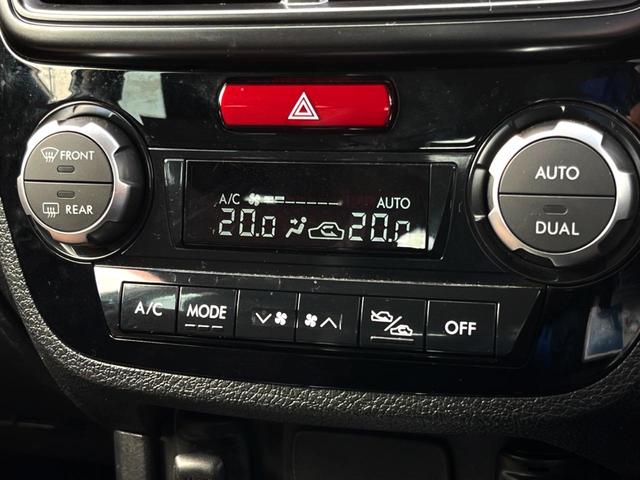 FRONT
REAR
A/C AUTO
20.0 20.0
AUTO
DUAL
A/C
MODE
OFF